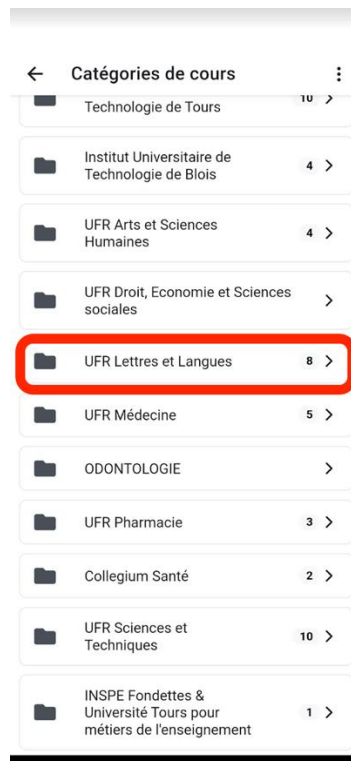 Catégories de cours
Technologie de Tours
10
Institut Universitaire de
Technologie de Blois
4
UFR Arts et Sciences
Humaines
4
UFR Droit, Economie et Sciences
sociales
UFR Lettres et Langues
8
UFR Médecine
5
ODONTOLOGIE
UFR Pharmacie
3
Collegium Santé
2
UFR Sciences et
Techniques
10
INSPE Fondettes &
Université Tours pour
métiers de l'enseignement
1